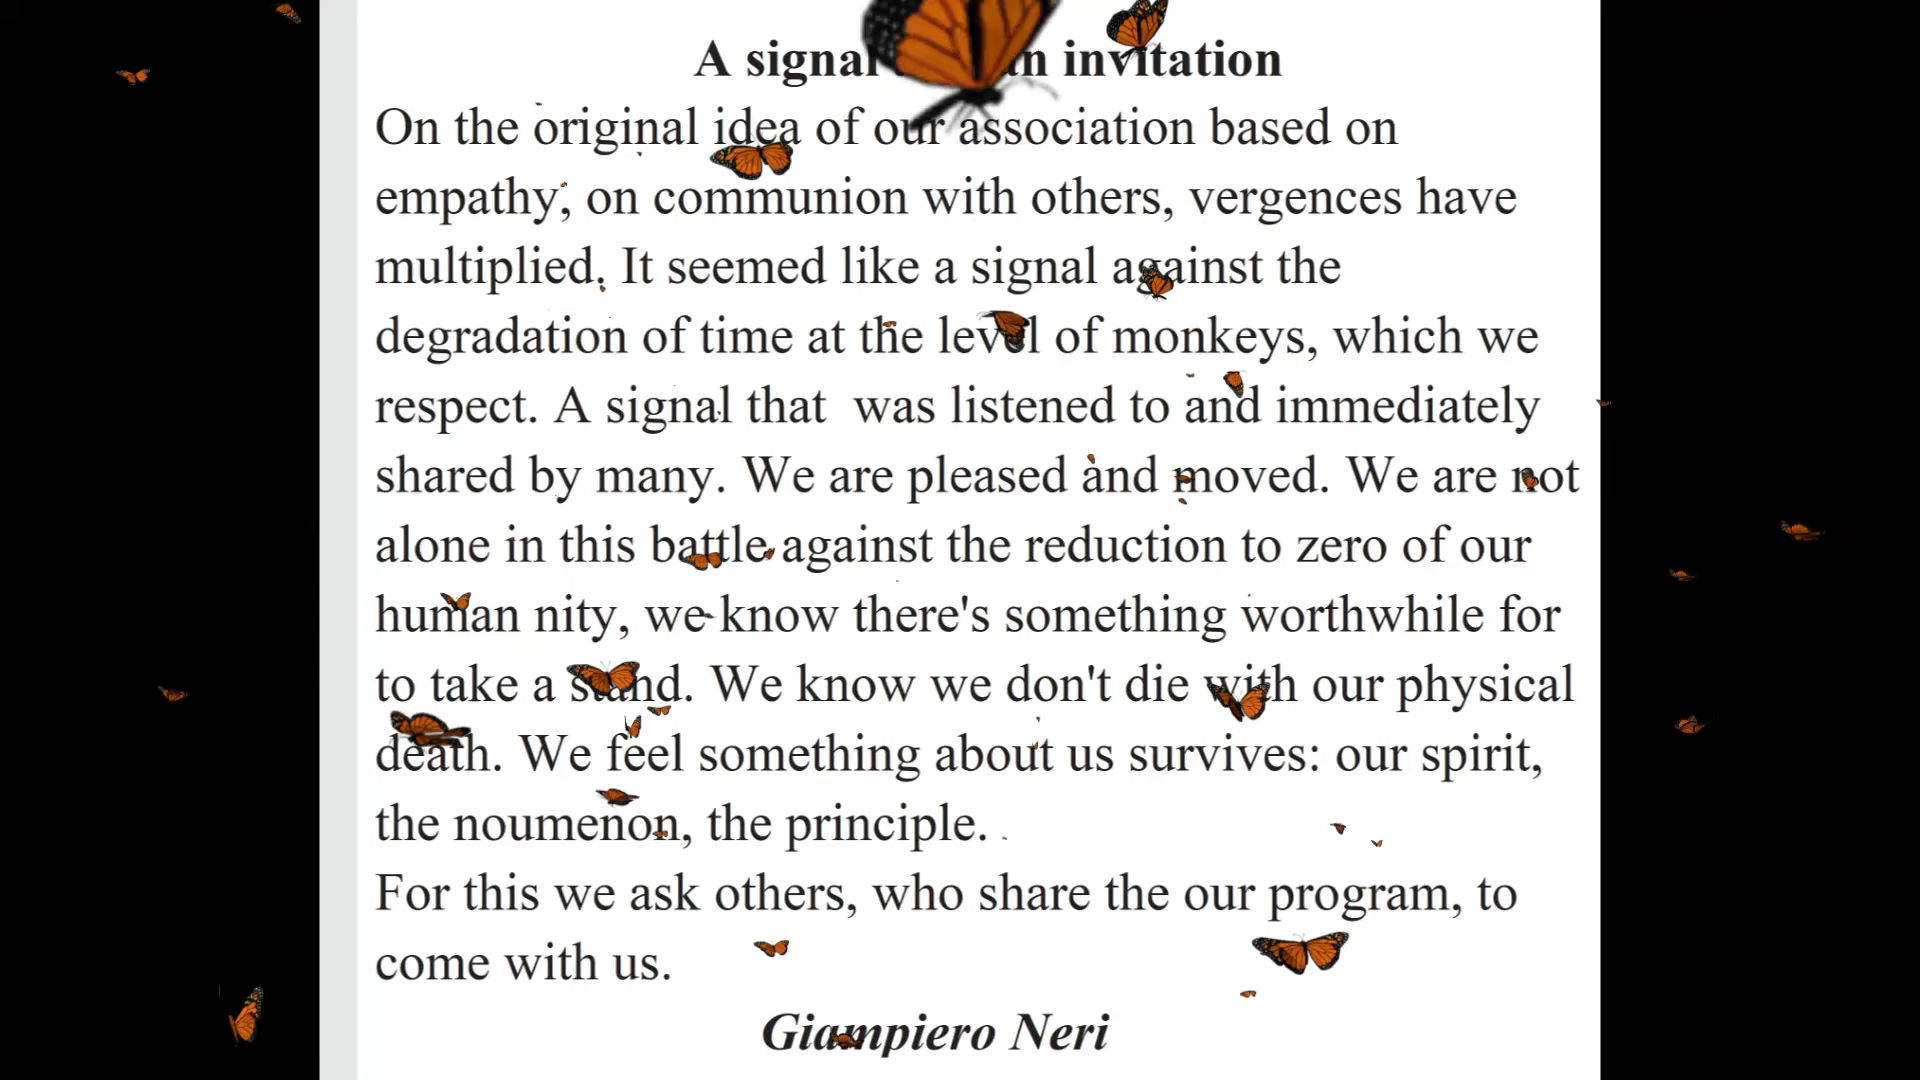 A signal an invitation
On the original idea of our association based on
empathy, on communion with others, vergences have
multiplied. It seemed like a signal against the
degradation of time at the level of monkeys, which we
respect. A signal that was listened to and immediately
shared by many. We are pleased and moved. We are not
alone in this battle against the reduction to zero of our
human nity, we know there's something worthwhile for
to take a stand. We know we don't die with our physical
death. We feel something about us survives: our spirit,
the noumenon, the principle.
For this we ask others, who share the our program, to
come with us.
Giampiero Neri